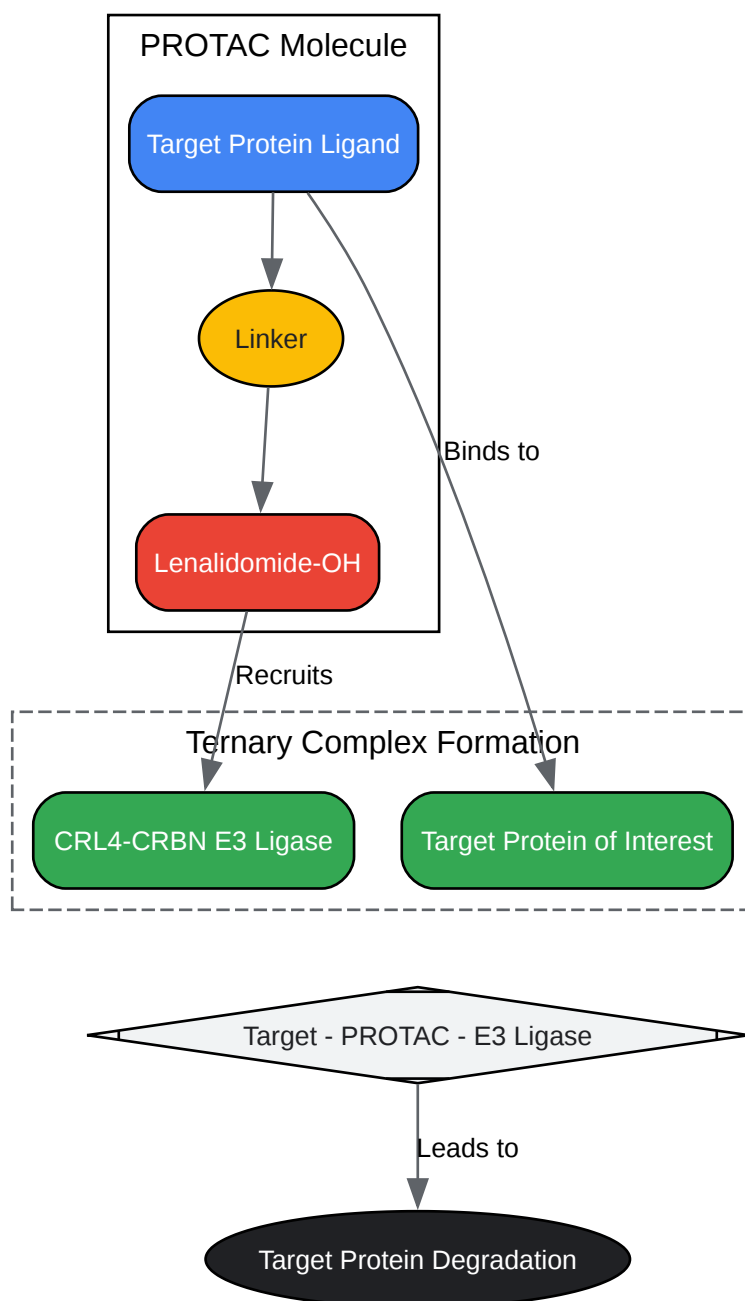 PROTAC Molecule
Target Protein Ligand
Linker
Binds to
Lenalidomide-OH
Recruits
Ternary Complex Formation
CRL4-CRBN E3 Ligase
Target Protein of Interest
Target - PROTAC - E3 Ligase
Leads to
Target Protein Degradation